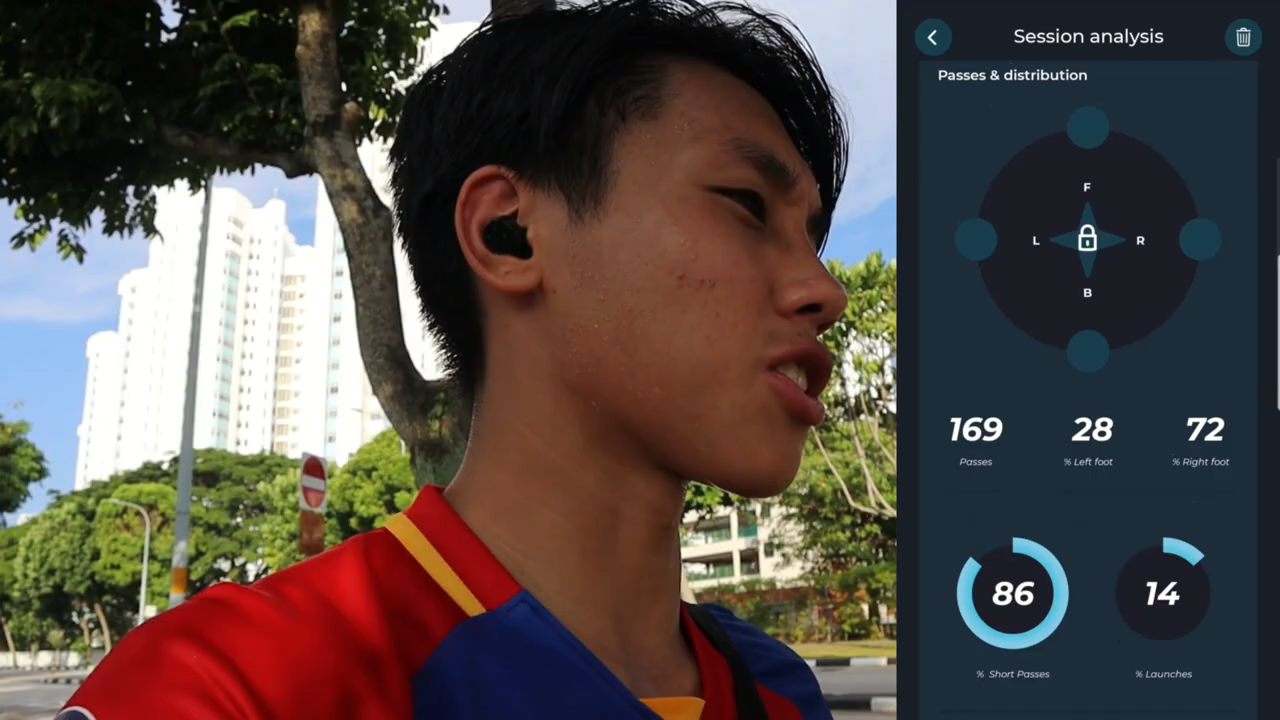 Session analysis
Passes & distribution
F
L R
B
169 28 72
Passes % Left foot % Right foot
86 14
% Short Passes % Launches